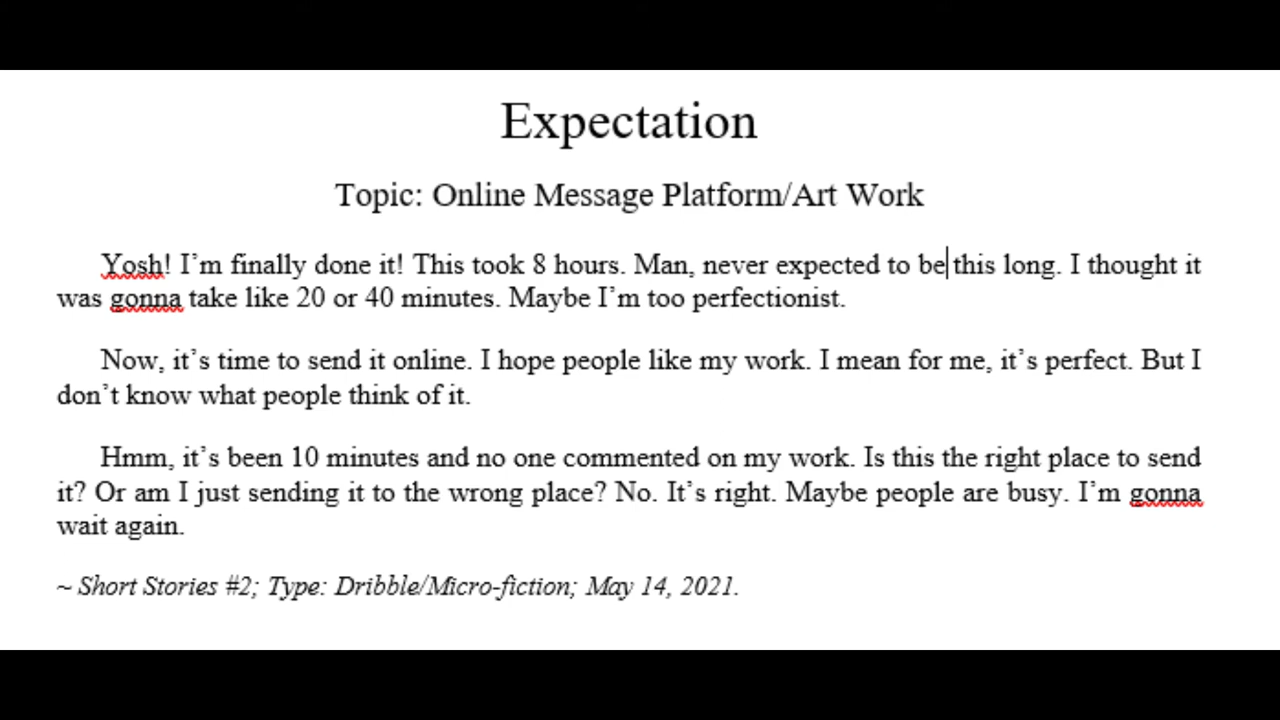 Expectation
Topic: Online Message Platform/Art Work
Yosh! I’m finally done it! This took 8 hours. Man, never expected to be this long. I thought it
was gonna take like 20 or 40 minutes. Maybe I’m too perfectionist.
Now, it’s time to send it online. I hope people like my work. I mean for me, it’s perfect. But I
don’t know what people think of it.
Hmm, it’s been 10 minutes and no one commented on my work. Is this the right place to send
it? Or am I just sending it to the wrong place? No. It’s right. Maybe people are busy. I’m gonna
wait again.
~ Short Stories #2; Type: Dribble/Micro-fiction; May 14, 2021.